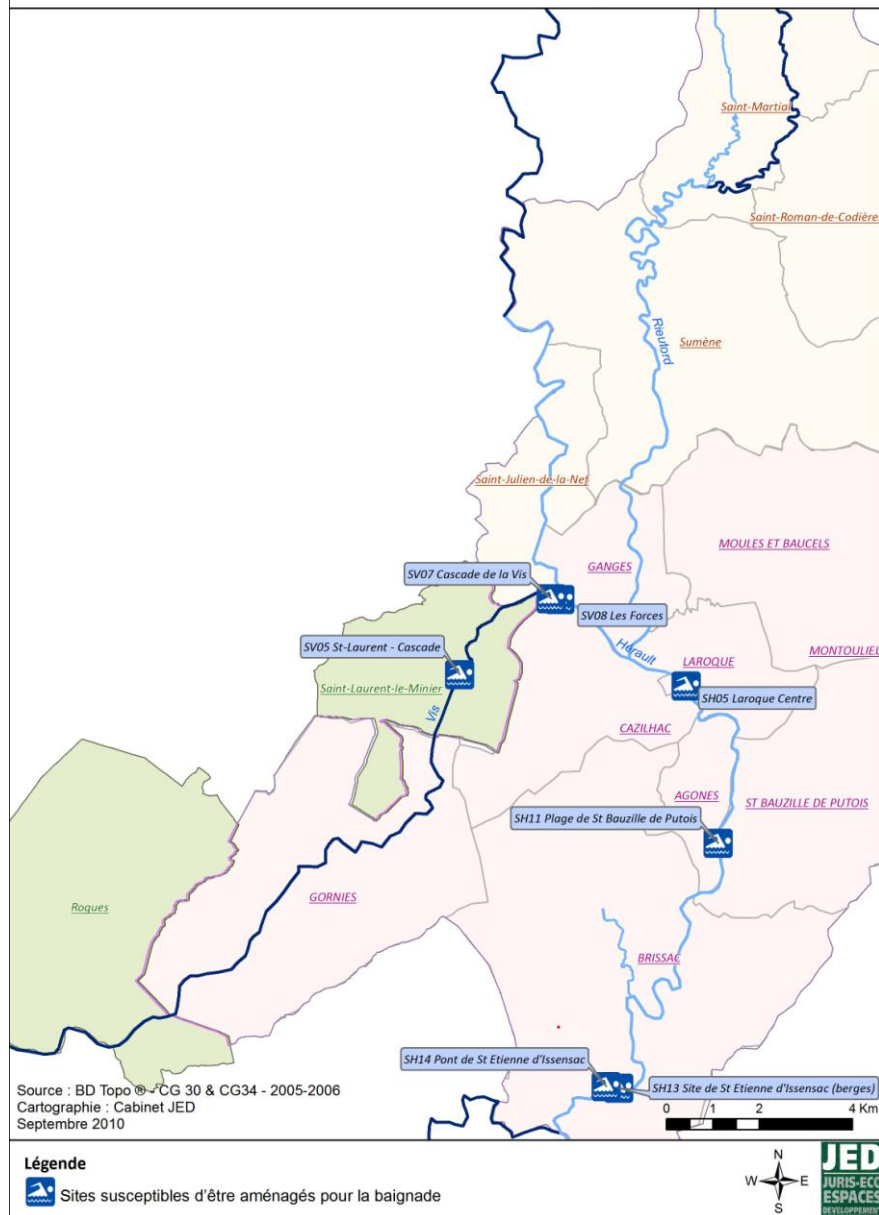 Saint-Martial
Saint-Roman-de-Codière
Rieutord
Sumène
Saint-Julien-de-la-Nef
MOULES ET BAUCELS
SV07 Cascade de la Vis
GANGES
SV08 Les Forces
SV05 St-Laurent - Cascade
Hérault
LAROQUE
MONTOULIEU
Saint-Laurent-le-Minier
SH05 Laroque Centre
Vis
CAZILHAC
AGONES
ST BAUZILLE DE PUTOIS
SH11 Plage de St Bauzille de Putois
GORNIES
Rogues
BRISSAC
SH14 Pont de St Etienne d'Issensac
SH13 Site de St Etienne d'Issensac (berges)
Source : BD Topo ® - CG 30 & CG34 - 2005-2006
Cartographie : Cabinet JED
Septembre 2010
0 1 2 4 Km
Légende
Sites susceptibles d'être aménagés pour la baignade
N
W E
S
JED
JURIS-ECO
ESPACES
DEVELOPPEMENT